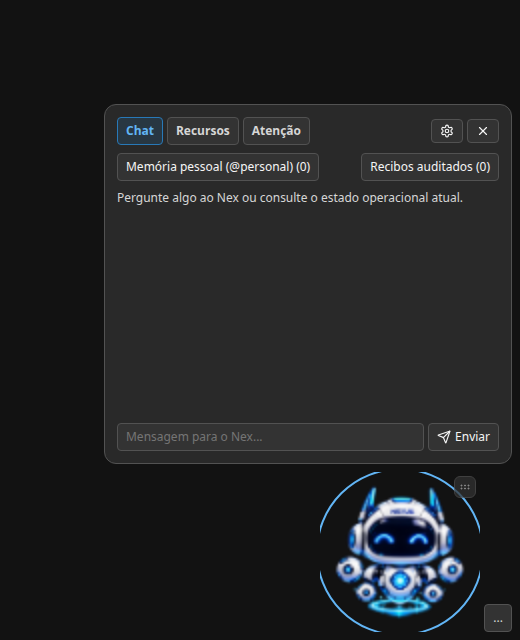 Chat Recursos Atenção
Memória pessoal (@personal) (0) Recibos auditados (0)
Pergunte algo ao Nex ou consulte o estado operacional atual.
Mensagem para o Nex... Enviar
...